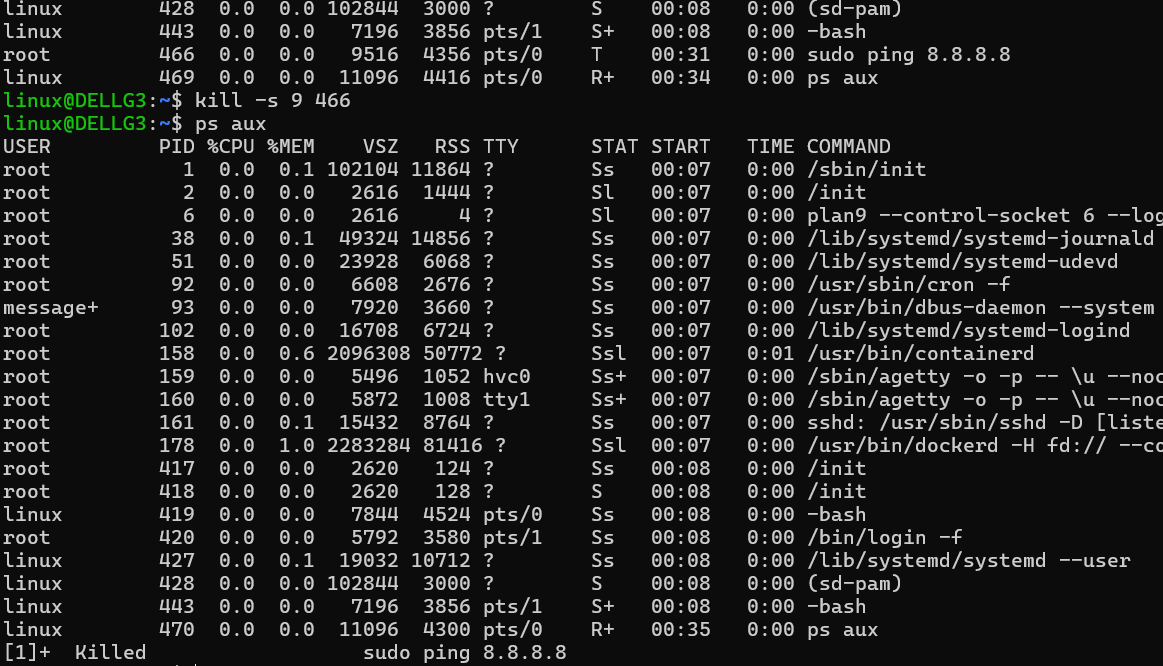 linux 428 0.0 0.0 102844 3000 ? S 00:08 0:00 (sd-pam)
linux 443 0.0 0.0 7196 3856 pts/1 S+ 00:08 0:00 -bash
root 466 0.0 0.0 9516 4356 pts/0 T 00:31 0:00 sudo ping 8.8.8.8
linux 469 0.0 0.0 11096 4416 pts/0 R+ 00:34 0:00 ps aux
linux@DELLG3:~$ kill -s 9 466
linux@DELLG3:~$ ps aux
USER PID %CPU %MEM VSZ RSS TTY STAT START TIME COMMAND
root 1 0.0 0.1 102104 11864 ? Ss 00:07 0:00 /sbin/init
root 2 0.0 0.0 2616 1444 ? Sl 00:07 0:00 /init
root 6 0.0 0.0 2616 4 ? Sl 00:07 0:00 plan9 --control-socket 6 --log
root 38 0.0 0.1 49324 14856 ? Ss 00:07 0:00 /lib/systemd/systemd-journald
root 51 0.0 0.0 23928 6068 ? Ss 00:07 0:00 /lib/systemd/systemd-udevd
root 92 0.0 0.0 6608 2676 ? Ss 00:07 0:00 /usr/sbin/cron -f
message+ 93 0.0 0.0 7920 3660 ? Ss 00:07 0:00 /usr/bin/dbus-daemon --system
root 102 0.0 0.0 16708 6724 ? Ss 00:07 0:00 /lib/systemd/systemd-logind
root 158 0.0 0.6 2096308 50772 ? Ssl 00:07 0:01 /usr/bin/containerd
root 159 0.0 0.0 5496 1052 hvc0 Ss+ 00:07 0:00 /sbin/agetty -o -p -- \u --noc
root 160 0.0 0.0 5872 1008 tty1 Ss+ 00:07 0:00 /sbin/agetty -o -p -- \u --noc
root 161 0.0 0.1 15432 8764 ? Ss 00:07 0:00 sshd: /usr/sbin/sshd -D [liste
root 178 0.0 1.0 2283284 81416 ? Ssl 00:07 0:00 /usr/bin/dockerd -H fd:// --co
root 417 0.0 0.0 2620 124 ? Ss 00:08 0:00 /init
root 418 0.0 0.0 2620 128 ? S 00:08 0:00 /init
linux 419 0.0 0.0 7844 4524 pts/0 Ss 00:08 0:00 -bash
root 420 0.0 0.0 5792 3580 pts/1 Ss 00:08 0:00 /bin/login -f
linux 427 0.0 0.1 19032 10712 ? Ss 00:08 0:00 /lib/systemd/systemd --user
linux 428 0.0 0.0 102844 3000 ? S 00:08 0:00 (sd-pam)
linux 443 0.0 0.0 7196 3856 pts/1 S+ 00:08 0:00 -bash
linux 470 0.0 0.0 11096 4300 pts/0 R+ 00:35 0:00 ps aux
[1]+ Killed sudo ping 8.8.8.8